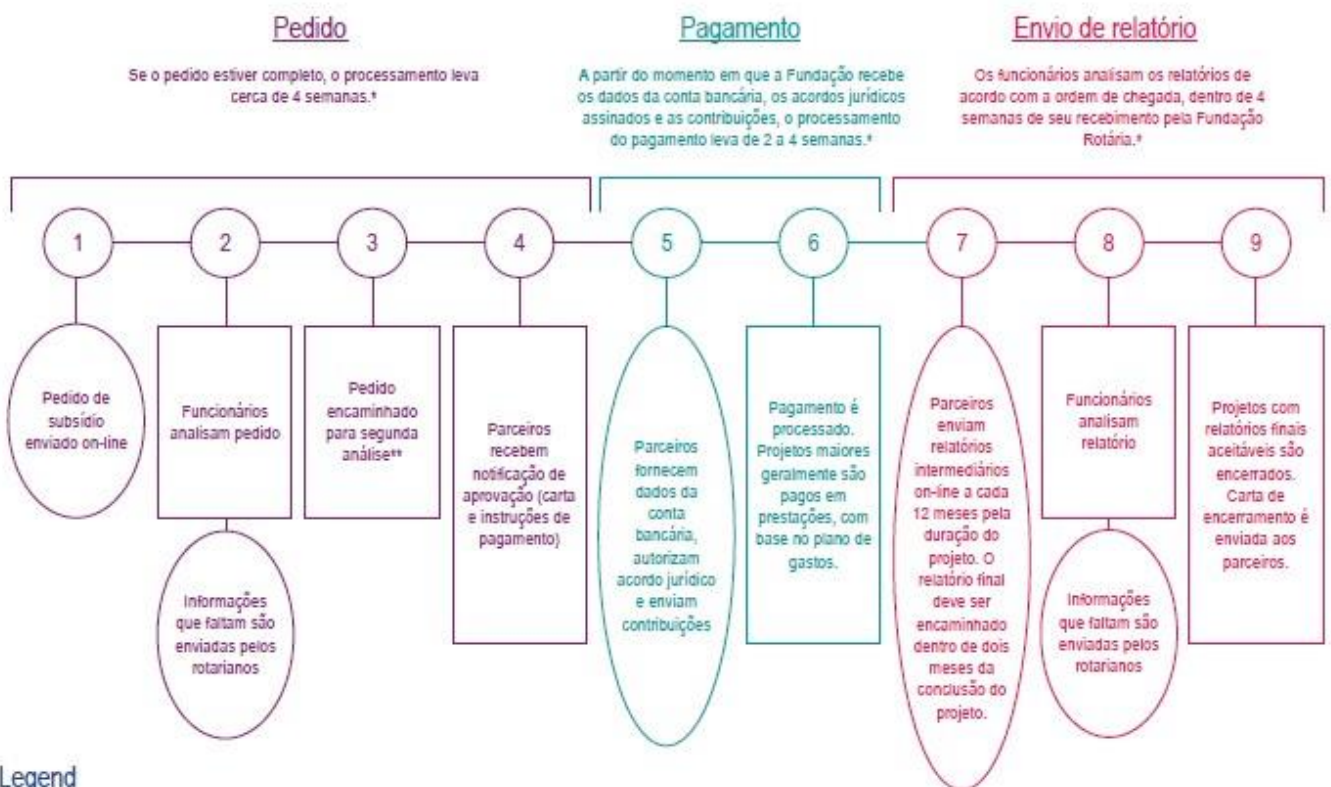 Pedido
Se o pedido estiver completo, o processamento leva
cerca de 4 semanas.*
Pagamento
A partir do momento em que a Fundação recebe
os dados da conta bancária, os acordos jurídicos
assinados e as contribuições, o processamento
do pagamento leva de 2 a 4 semanas.*
Envio de relatório
Os funcionários analisam os relatórios de
acordo com a ordem de chegada, dentro de 4
semanas de seu recebimento pela Fundação
Rotária.*
1
2
3
4
5
6
7
8
9
Pedido de
subsídio
enviado on-line
Funcionários
analisam pedido
Informações
que faltam são
enviadas pelos
rotarianos
Pedido
encaminhado
para segunda
análise**
Parceiros
recebem
notificação de
aprovação (carta
e instruções de
pagamento)
Parceiros
fornecem
dados da
conta
bancária,
autorizam
acordo jurídico
e enviam
contribuições
Pagamento é
processado.
Projetos maiores
geralmente são
pagos em
prestações, com
base no plano de
gastos.
Parceiros
enviam
relatórios
intermediários
on-line a cada
12 meses pela
duração do
projeto. O
relatório final
deve ser
encaminhado
dentro de dois
meses da
conclusão do
projeto.
Funcionários
analisam
relatório
Informações
que faltam são
enviadas pelos
rotarianos
Projetos com
relatórios finais
aceitáveis são
encerrados.
Carta de
encerramento é
enviada aos
parceiros.
Legend